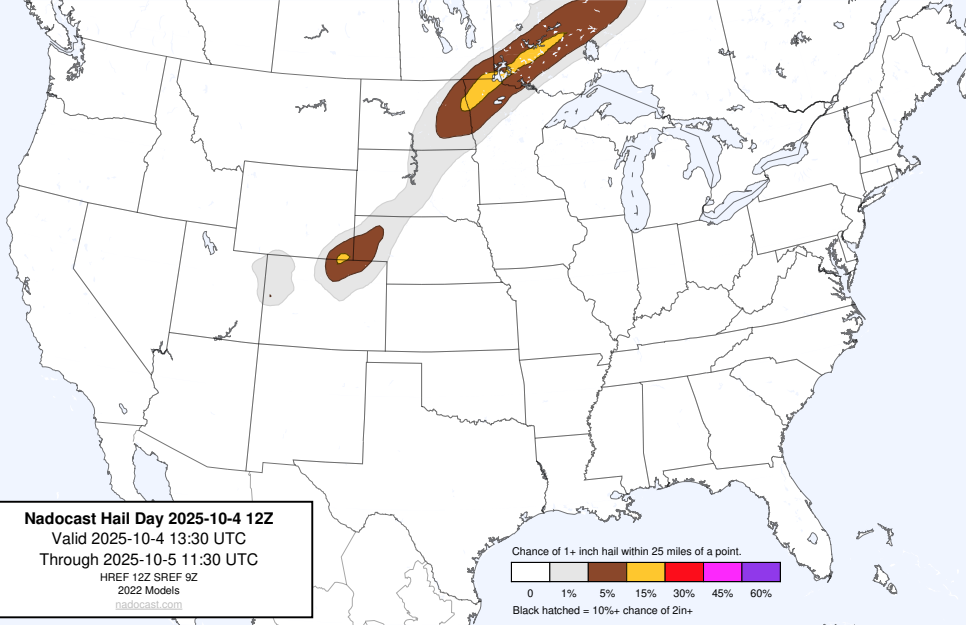 Nadocast Hail Day 2025-10-4 12Z
Valid 2025-10-4 13:30 UTC
Through 2025-10-5 11:30 UTC
HREF 12Z SREF 9Z
2022 Models
nadocast.com
Chance of 1+ inch hail within 25 miles of a point.
0 1% 5% 15% 30% 45% 60%
Black hatched = 10%+ chance of 2in+